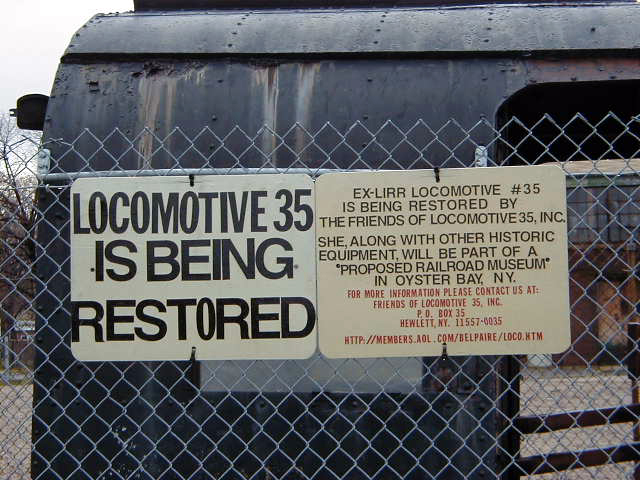 LOCOMOTIVE 35
IS BEING
RESTORED
EX-LIRR LOCOMOTIVE #35
IS BEING RESTORED BY
THE FRIENDS OF LOCOMOTIVE 35, INC.
SHE, ALONG WITH OTHER HISTORIC
EQUIPMENT, WILL BE PART OF A
"PROPOSED RAILROAD MUSEUM"
IN OYSTER BAY, NY.
FOR MORE INFORMATION PLEASE CONTACT US AT:
FRIENDS OF LOCOMOTIVE 35, INC.
P.O. BOX 35
HEWLETT, NY. 11557-0035
HTTP://MEMBERS.AOL.COM/BELPAIRE/LOCO.HTM